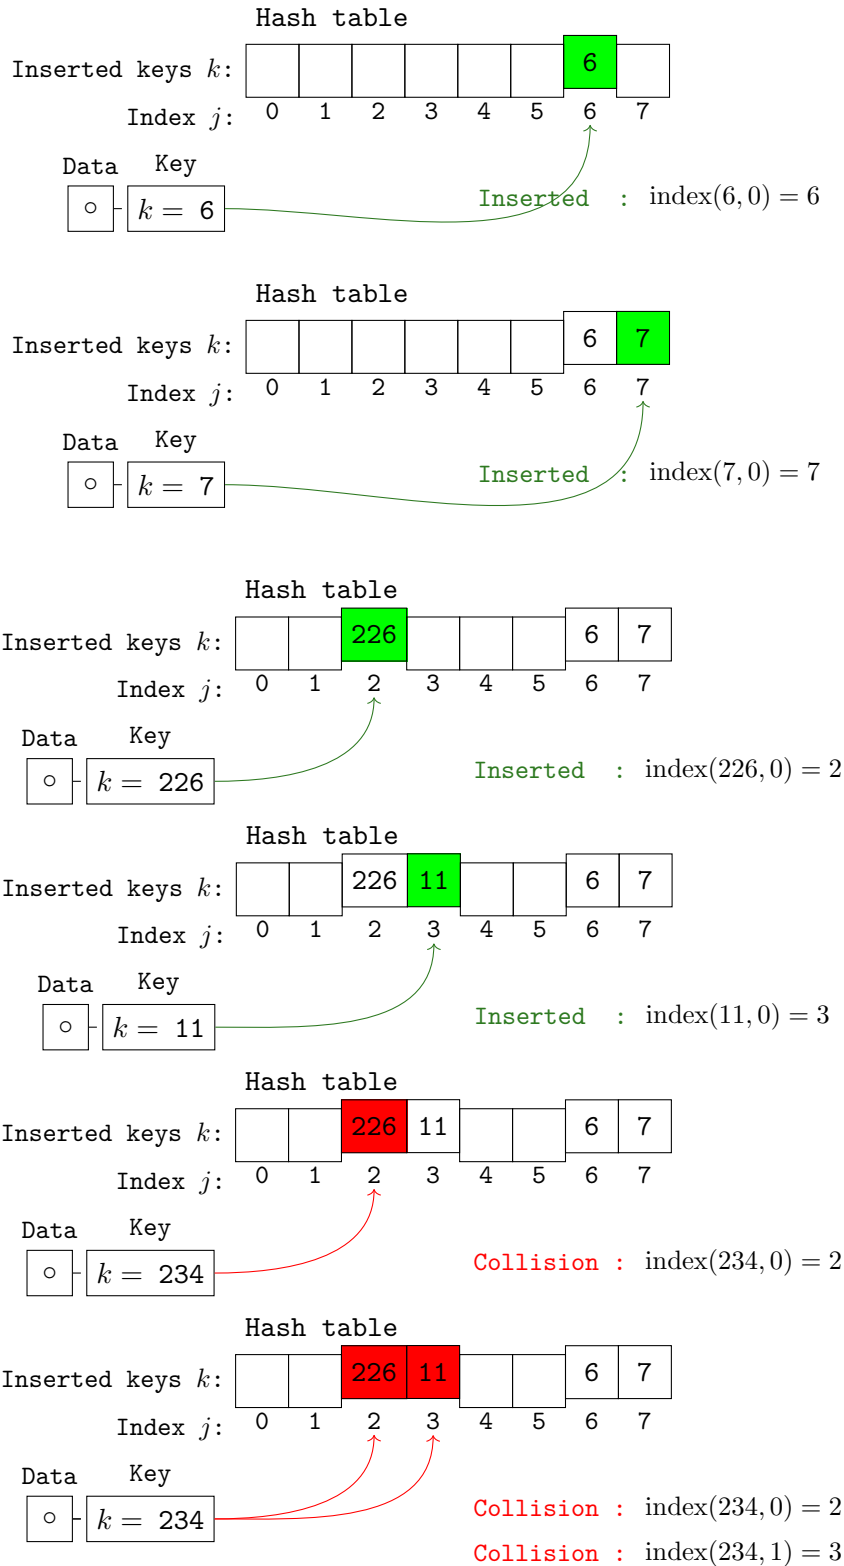 Hash table
Inserted keys k: 6
Index j: 0 1 2 3 4 5 6 7
Data Key
∘ k = 6 Inserted : index(6, 0) = 6
Hash table
Inserted keys k: 6 7
Index j: 0 1 2 3 4 5 6 7
Data Key
∘ k = 7 Inserted : index(7, 0) = 7
Hash table
Inserted keys k: 226 6 7
Index j: 0 1 2 3 4 5 6 7
Data Key
∘ k = 226 Inserted : index(226, 0) = 2
Hash table
Inserted keys k: 226 11 6 7
Index j: 0 1 2 3 4 5 6 7
Data Key
∘ k = 11 Inserted : index(11, 0) = 3
Hash table
Inserted keys k: 226 11 6 7
Index j: 0 1 2 3 4 5 6 7
Data Key
∘ k = 234 Collision : index(234, 0) = 2
Hash table
Inserted keys k: 226 11 6 7
Index j: 0 1 2 3 4 5 6 7
Data Key
∘ k = 234 Collision : index(234, 0) = 2
Collision : index(234, 1) = 3